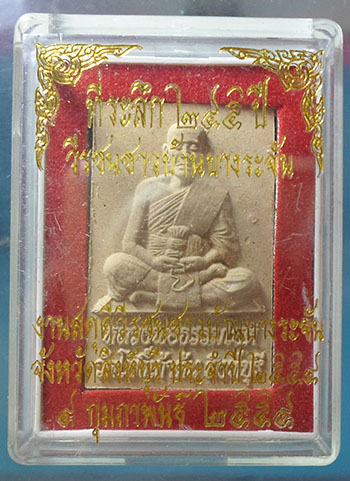 ที่ระลึก ๒๔๕ ปี
วีรชนชาวบ้านบางระจัน
งานสดุดีวีรชนชาวบ้านบางระจัน
จังหวัดสิงห์บุรี ประจำปี ๒๕๕๔
๔ กุมภาพันธ์ ๒๕๕๔